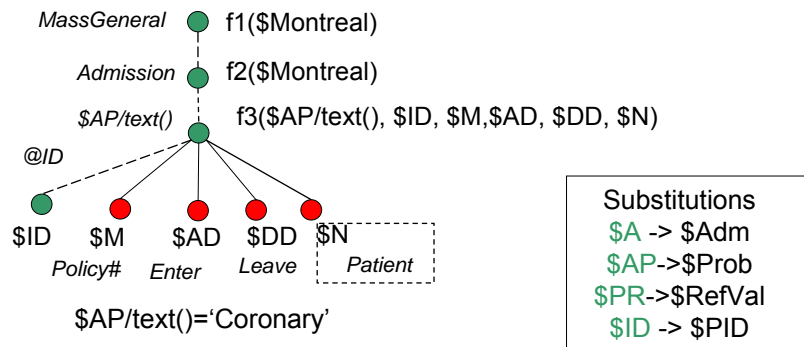 MassGeneral f1($Montreal)
Admission f2($Montreal)
$AP/text() f3($AP/text(), $ID, $M,$AD, $DD, $N)
@ID
$ID $M $AD $DD $N
Policy# Enter Leave Patient
$AP/text()=‘Coronary’
Substitutions
$A -> $Adm
$AP->$Prob
$PR->$RefVal
$ID -> $PID